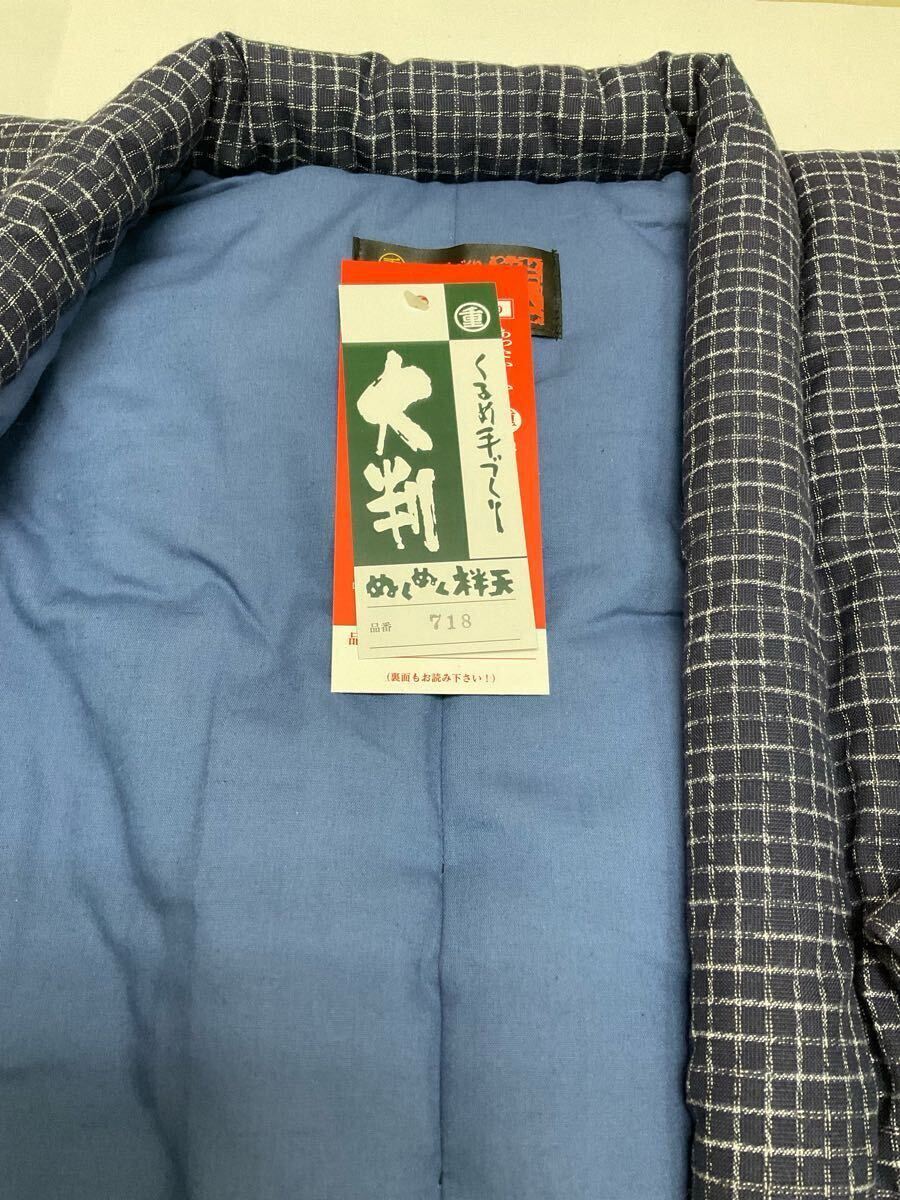 重
くるめ手づくり
大判
ぬくぬく袢天
品番 718
品
(裏面もお読み下さい!)